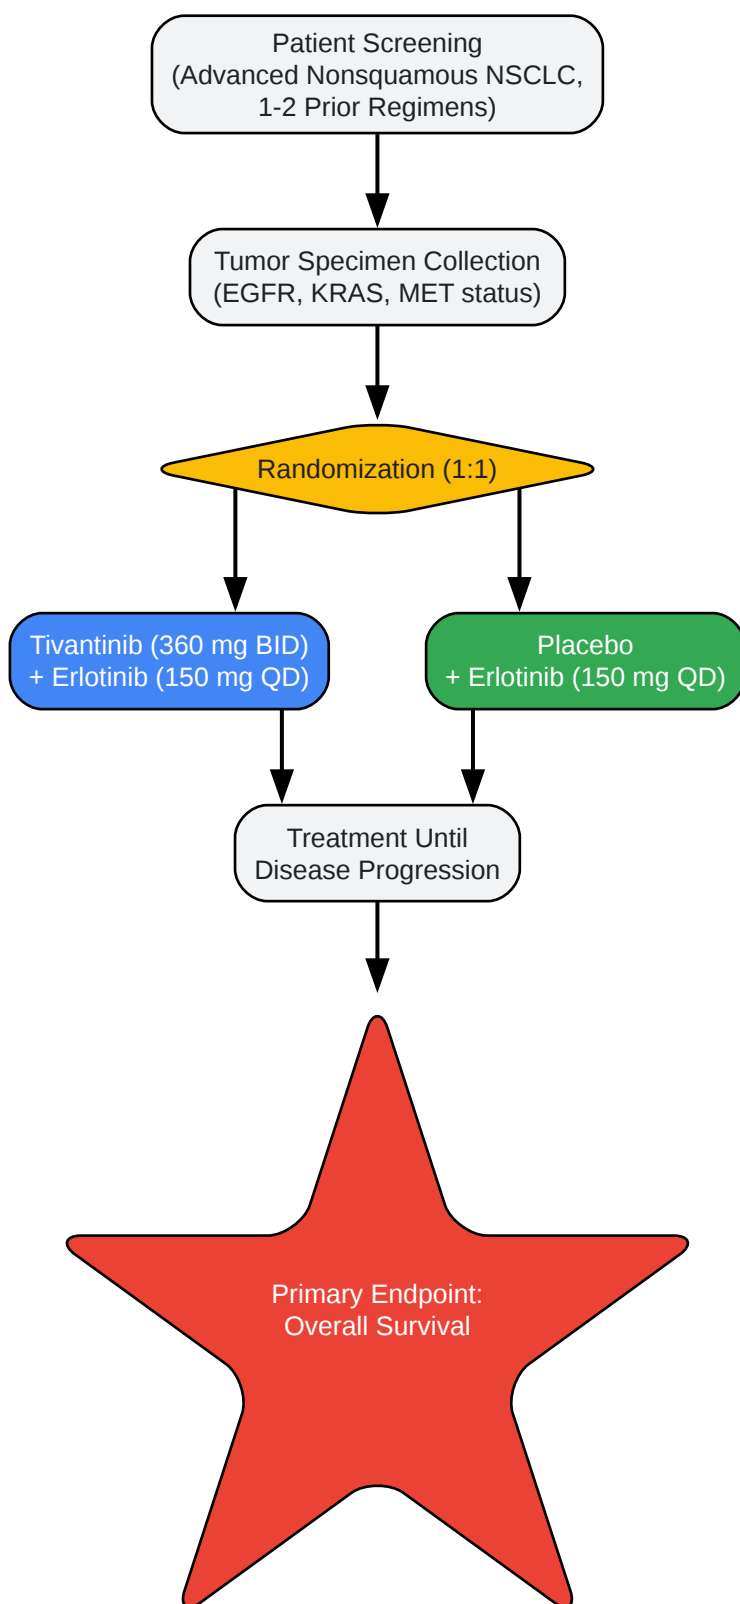 Patient Screening
(Advanced Nonsquamous NSCLC,
1-2 Prior Regimens)
Tumor Specimen Collection
(EGFR, KRAS, MET status)
Randomization (1:1)
Tivantinib (360 mg BID)
+ Erlotinib (150 mg QD)
Placebo
+ Erlotinib (150 mg QD)
Treatment Until
Disease Progression
Primary Endpoint:
Overall Survival